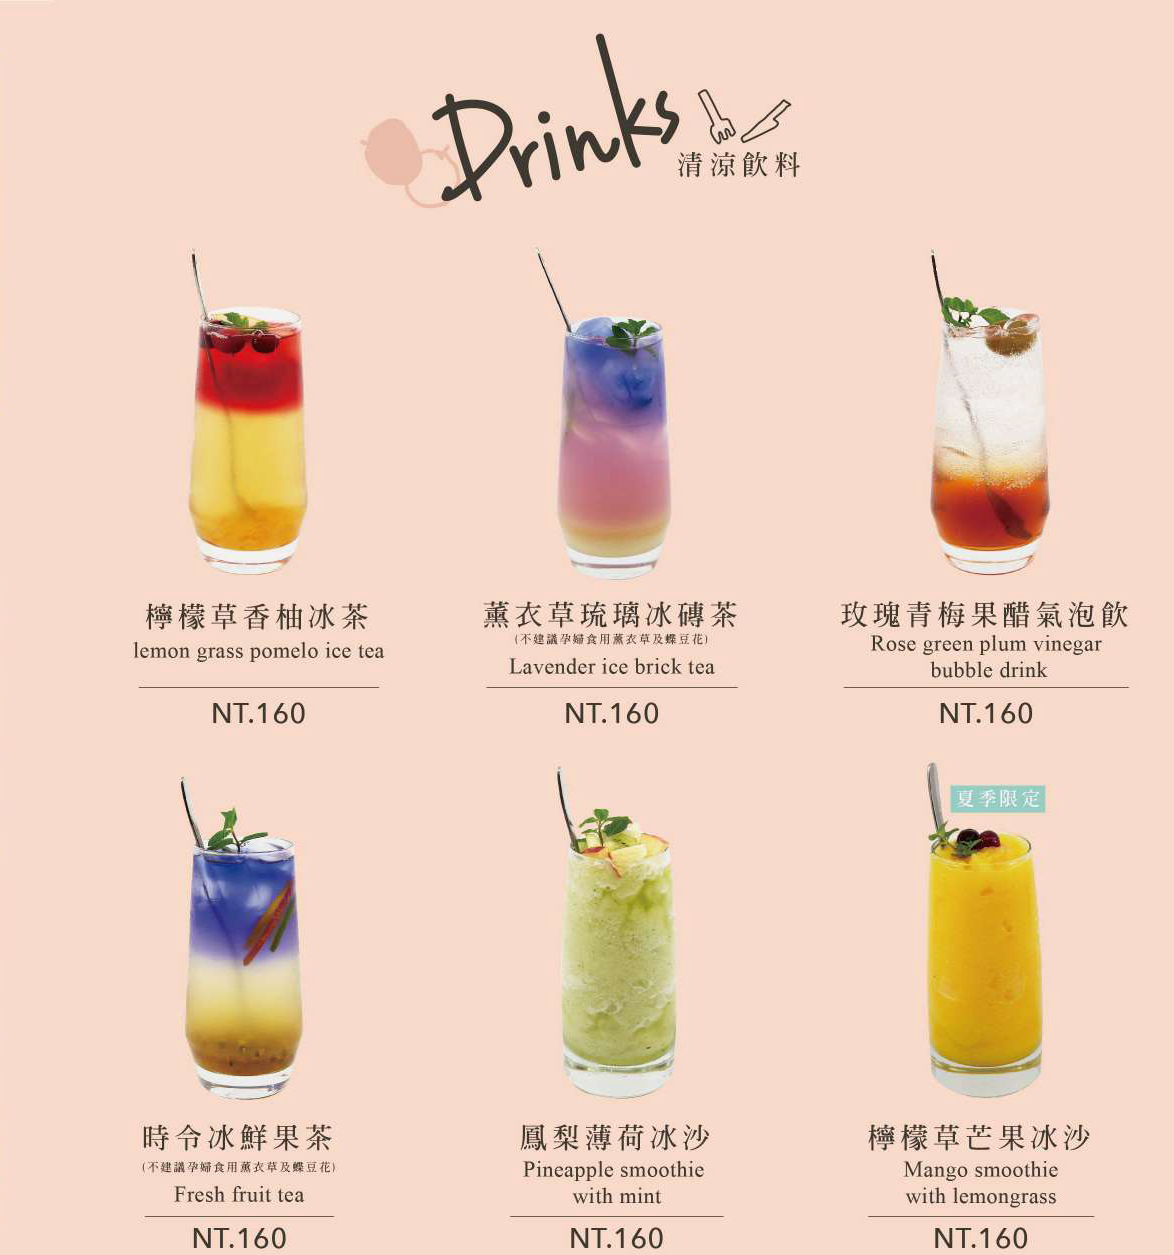 Drinks
清涼飲料
檸檬草香柚冰茶
lemon grass pomelo ice tea
NT.160
薰衣草琉璃冰磚茶
(不建議孕婦食用薰衣草及蝶豆花)
Lavender ice brick tea
NT.160
玫瑰青梅果醋氣泡飲
Rose green plum vinegar
bubble drink
NT.160
時令冰鮮果茶
(不建議孕婦食用薰衣草及蝶豆花)
Fresh fruit tea
NT.160
鳳梨薄荷冰沙
Pineapple smoothie
with mint
NT.160
夏季限定
檸檬草芒果冰沙
Mango smoothie
with lemongrass
NT.160